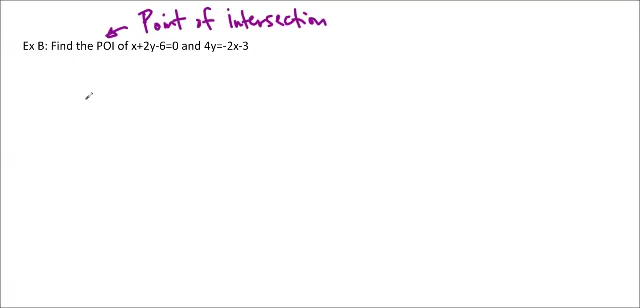 Point of intersection
Ex B: Find the POI of x+2y-6=0 and 4y=-2x-3